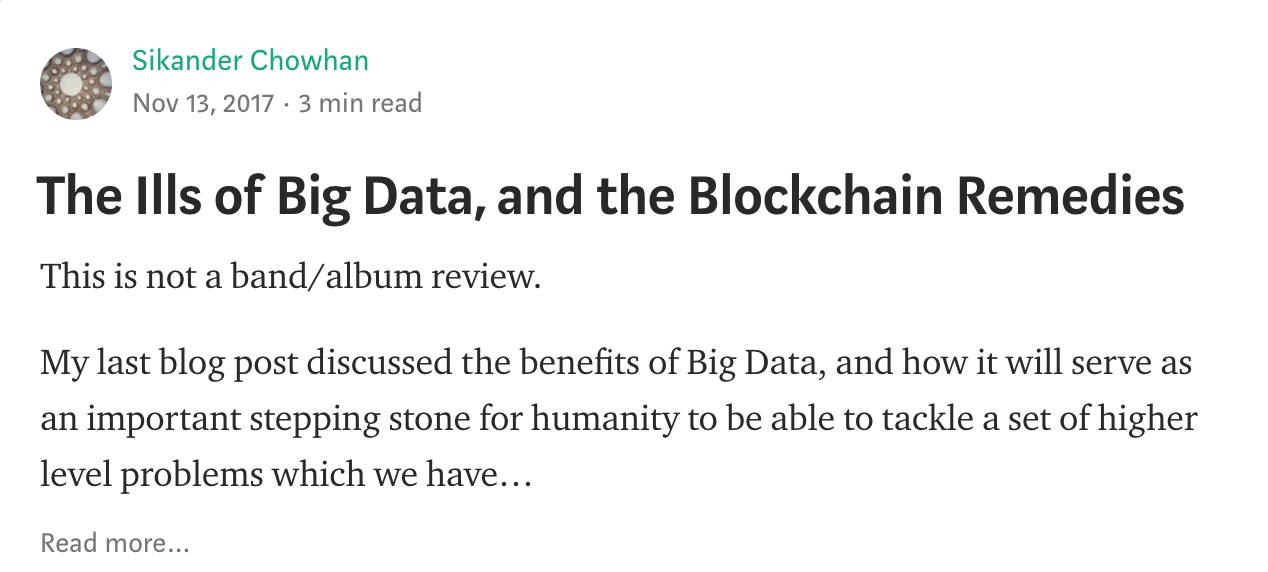 Sikander Chowhan
Nov 13, 2017 · 3 min read
The Ills of Big Data, and the Blockchain Remedies
This is not a band/album review.
My last blog post discussed the benefits of Big Data, and how it will serve as
an important stepping stone for humanity to be able to tackle a set of higher
level problems which we have…
Read more…